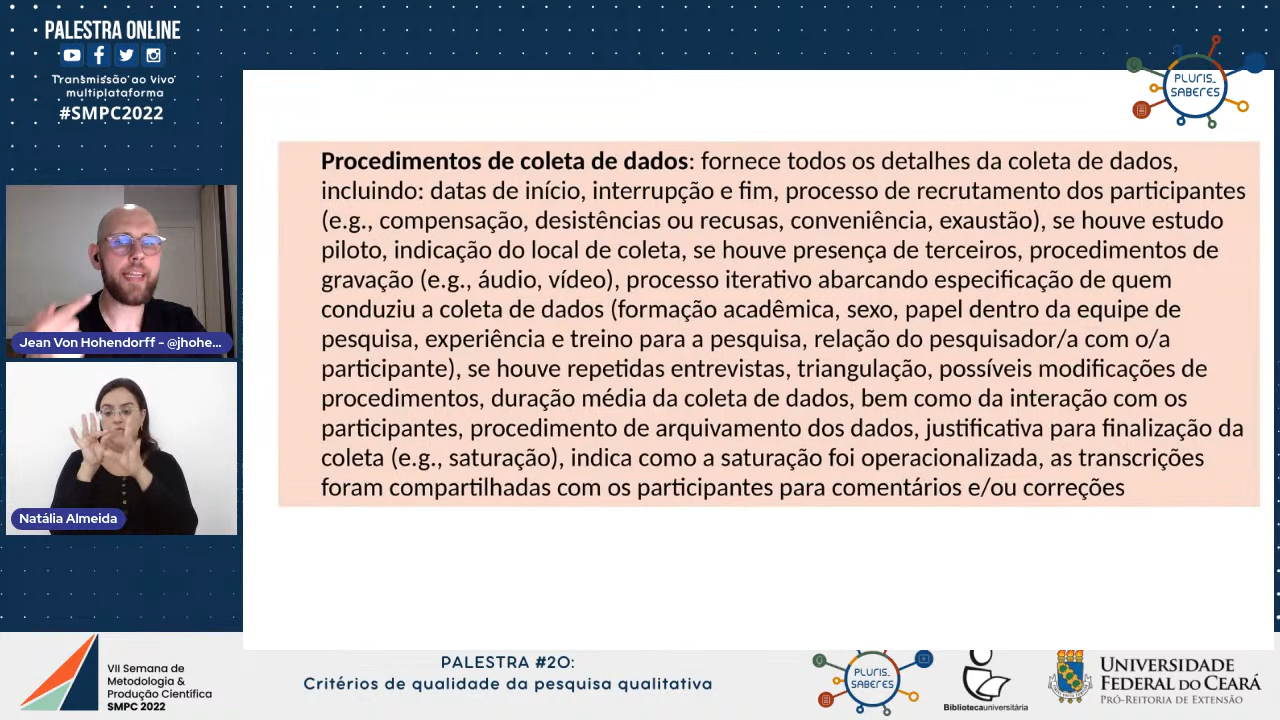 PALESTRA ONLINE
Transmissão ao vivo
multiplataforma
#SMPC2022
PLURIS_
SABERES
Procedimentos de coleta de dados: fornece todos os detalhes da coleta de dados,
incluindo: datas de início, interrupção e fim, processo de recrutamento dos participantes
(e.g., compensação, desistências ou recusas, conveniência, exaustão), se houve estudo
piloto, indicação do local de coleta, se houve presença de terceiros, procedimentos de
gravação (e.g., áudio, vídeo), processo iterativo abarcando especificação de quem
conduziu a coleta de dados (formação acadêmica, sexo, papel dentro da equipe de
pesquisa, experiência e treino para a pesquisa, relação do pesquisador/a com o/a
participante), se houve repetidas entrevistas, triangulação, possíveis modificações de
procedimentos, duração média da coleta de dados, bem como da interação com os
participantes, procedimento de arquivamento dos dados, justificativa para finalização da
coleta (e.g., saturação), indica como a saturação foi operacionalizada, as transcrições
foram compartilhadas com os participantes para comentários e/ou correções
Jean Von Hohendorff - @jhohe...
Natália Almeida
VII Semana de
Metodologia &
Produção Científica
SMPC 2022
PALESTRA #20:
Critérios de qualidade da pesquisa qualitativa
PLURIS_
SABERES
Bibliotecauniversitária
UNIVERSIDADE
FEDERAL DO CEARÁ
PRÓ-REITORIA DE EXTENSÃO